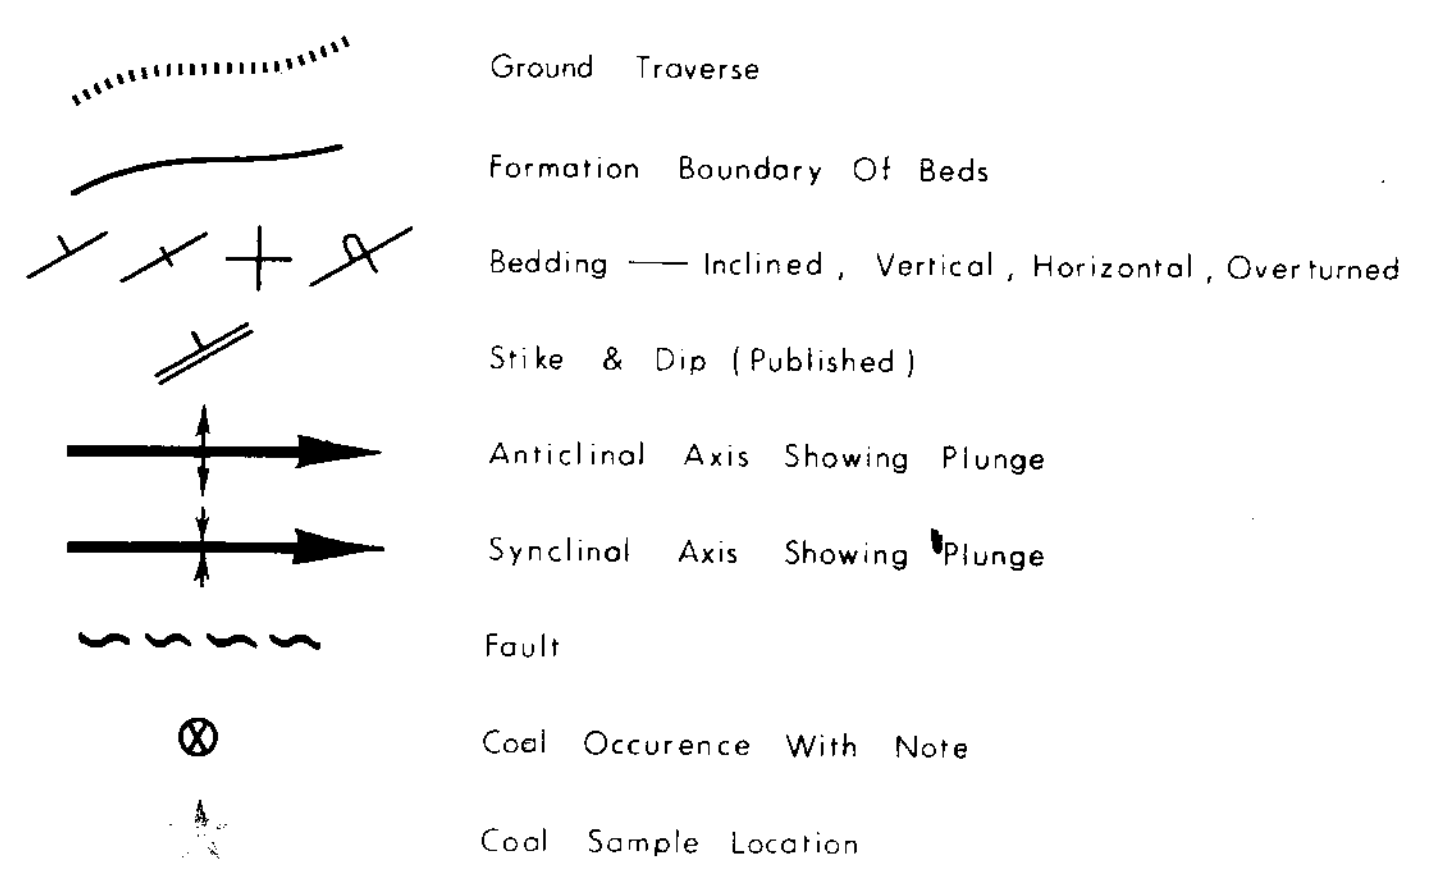 Ground Traverse
Formation Boundary Of Beds
Bedding — Inclined, Vertical, Horizontal, Overturned
Stike & Dip (Published)
Anticlinal Axis Showing Plunge
Synclinal Axis Showing Plunge
Fault
Coal Occurence With Note
Coal Sample Location